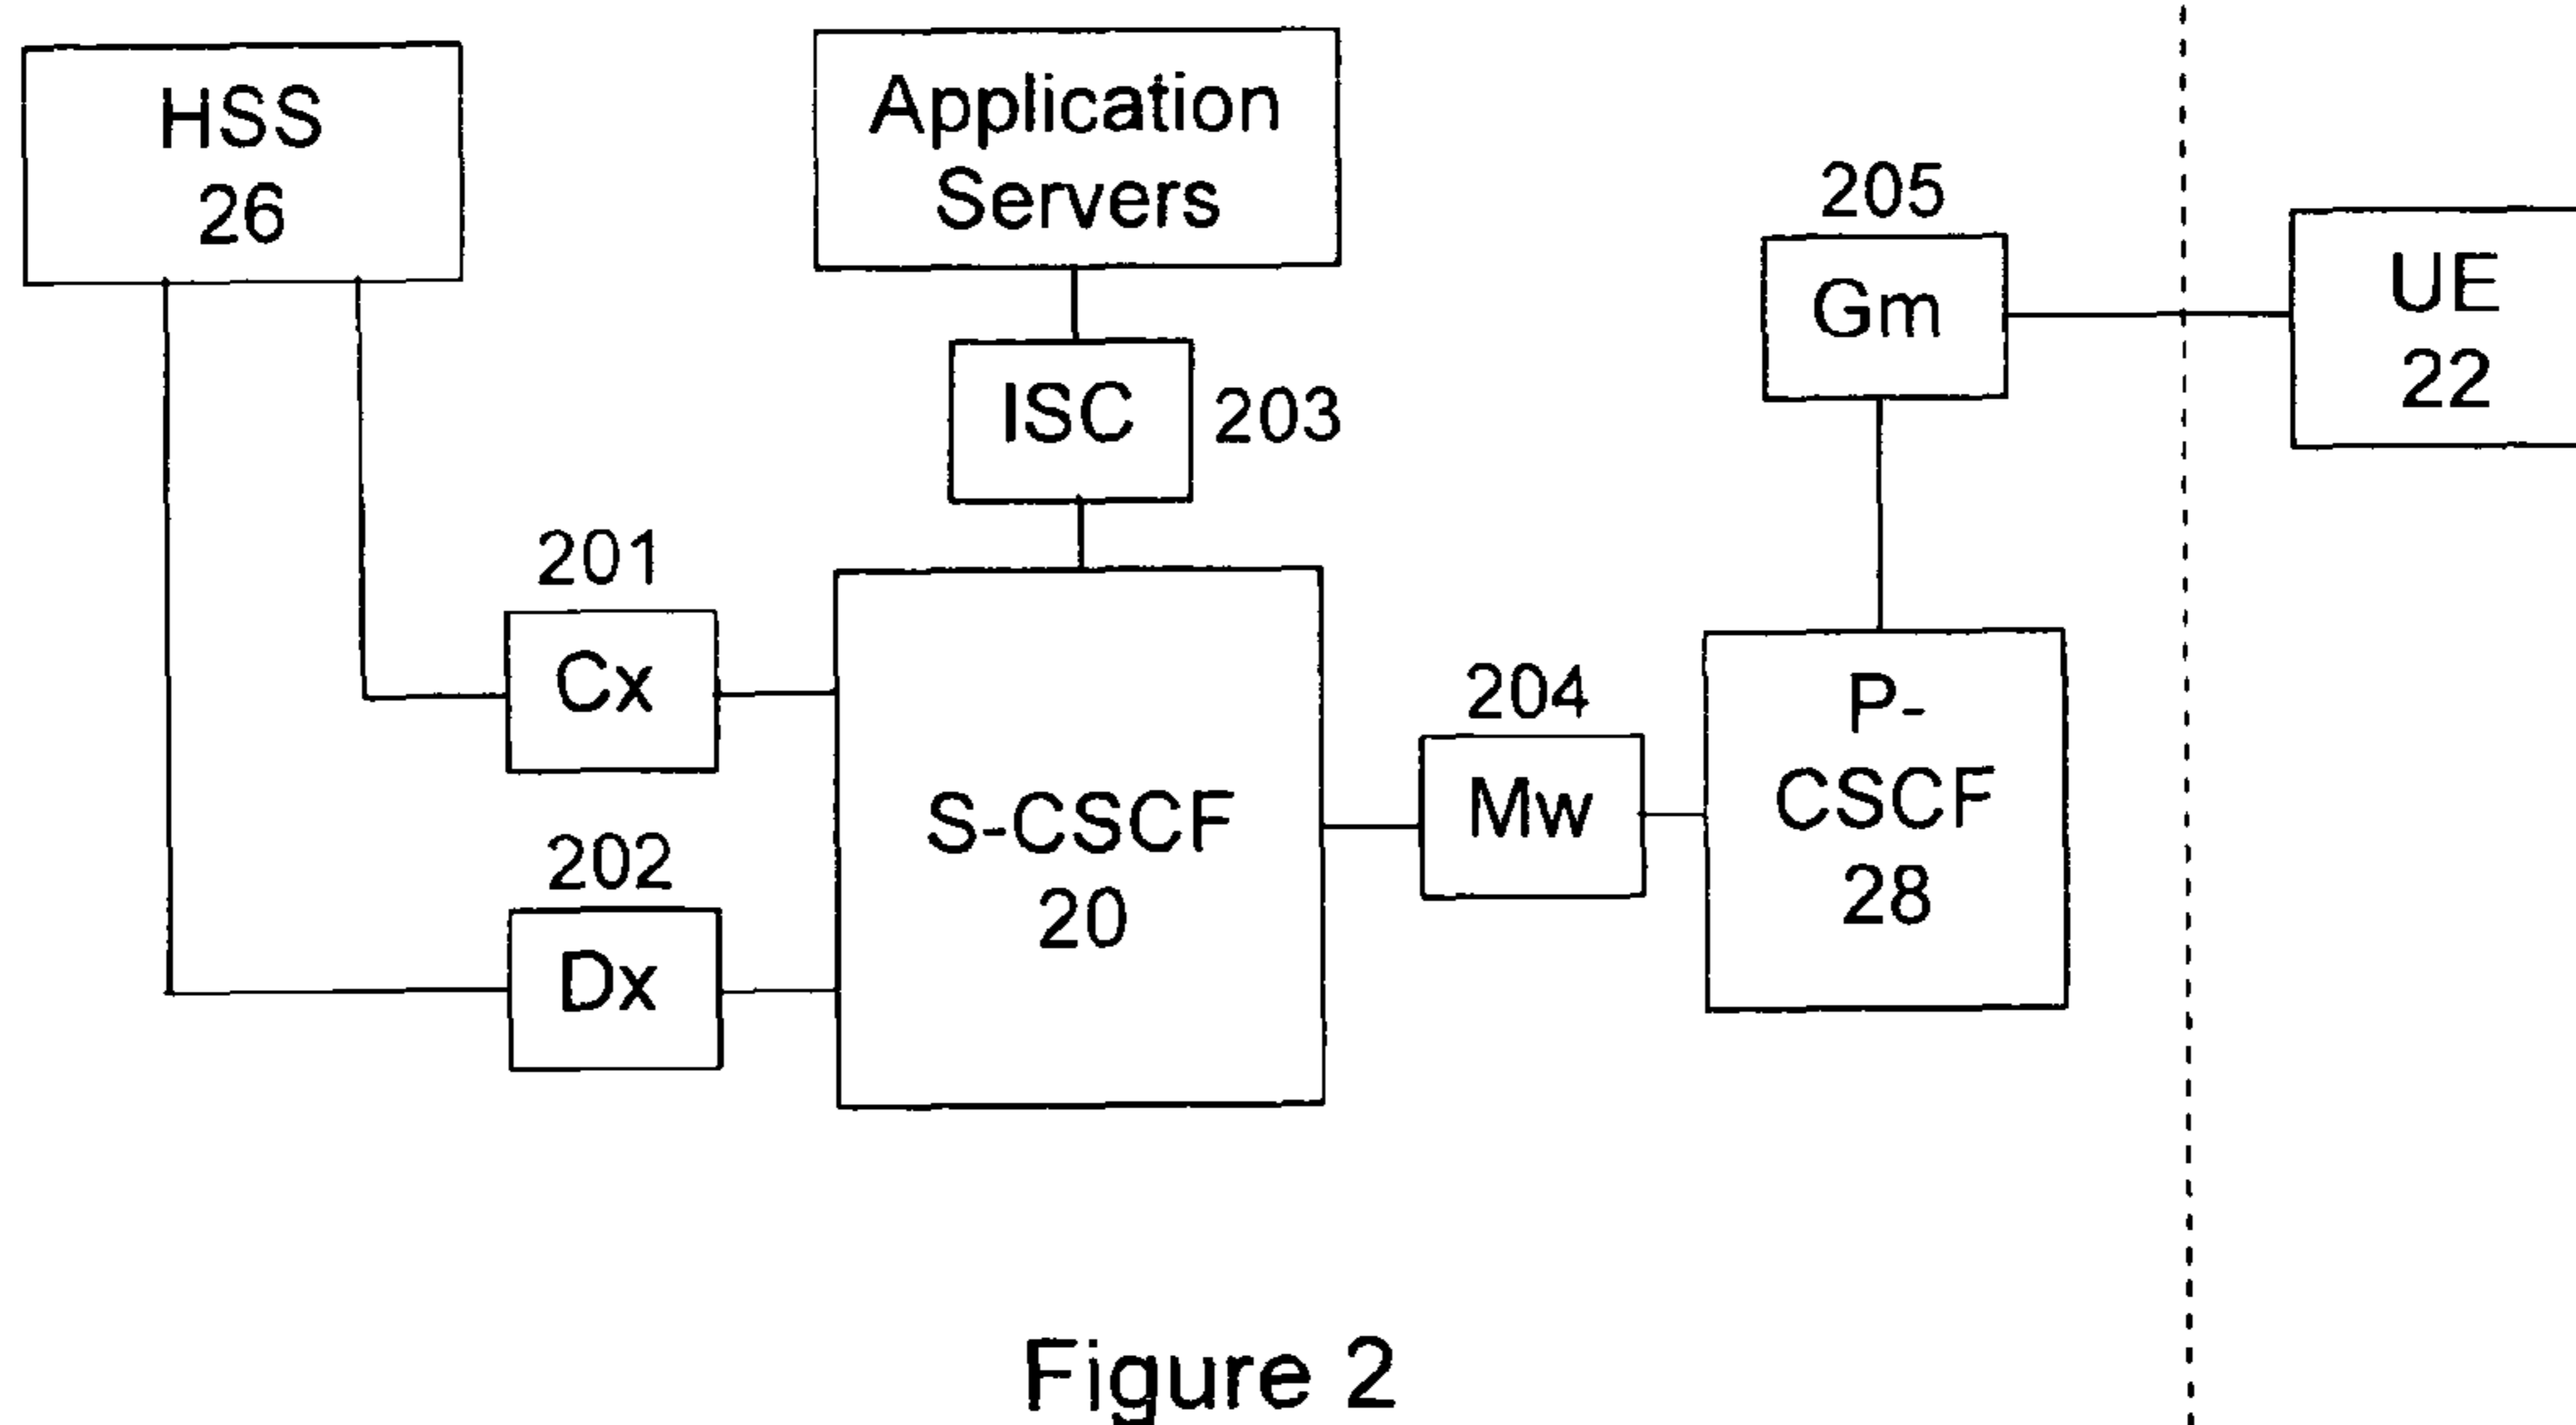 HSS
26
Application
Servers
205
Gm
UE
22
ISC
203
201
Cx
202
Dx
S-CSCF
20
204
Mw
P-
CSCF
28
Figure 2